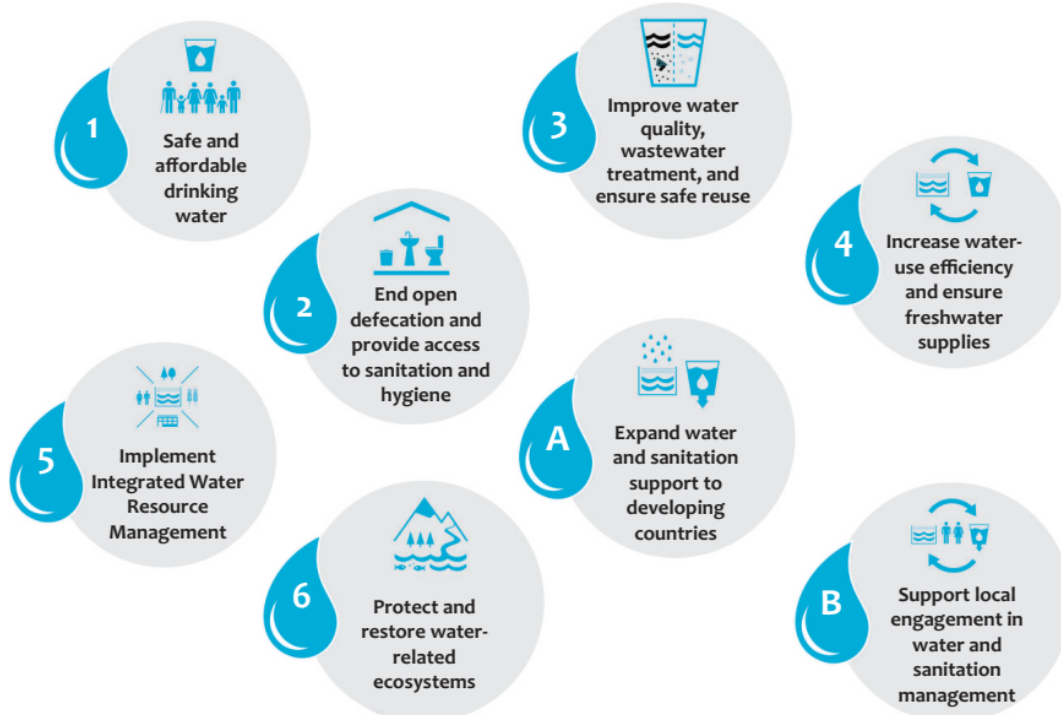 1
Safe and
affordable
drinking
water
2
End open
defecation and
provide access
to sanitation and
hygiene
3
Improve water
quality,
wastewater
treatment, and
ensure safe reuse
4
Increase water-
use efficiency
and ensure
freshwater
supplies
5
Implement
Integrated Water
Resource
Management
6
Protect and
restore water-
related
ecosystems
A
Expand water
and sanitation
support to
developing
countries
B
Support local
engagement in
water and
sanitation
management